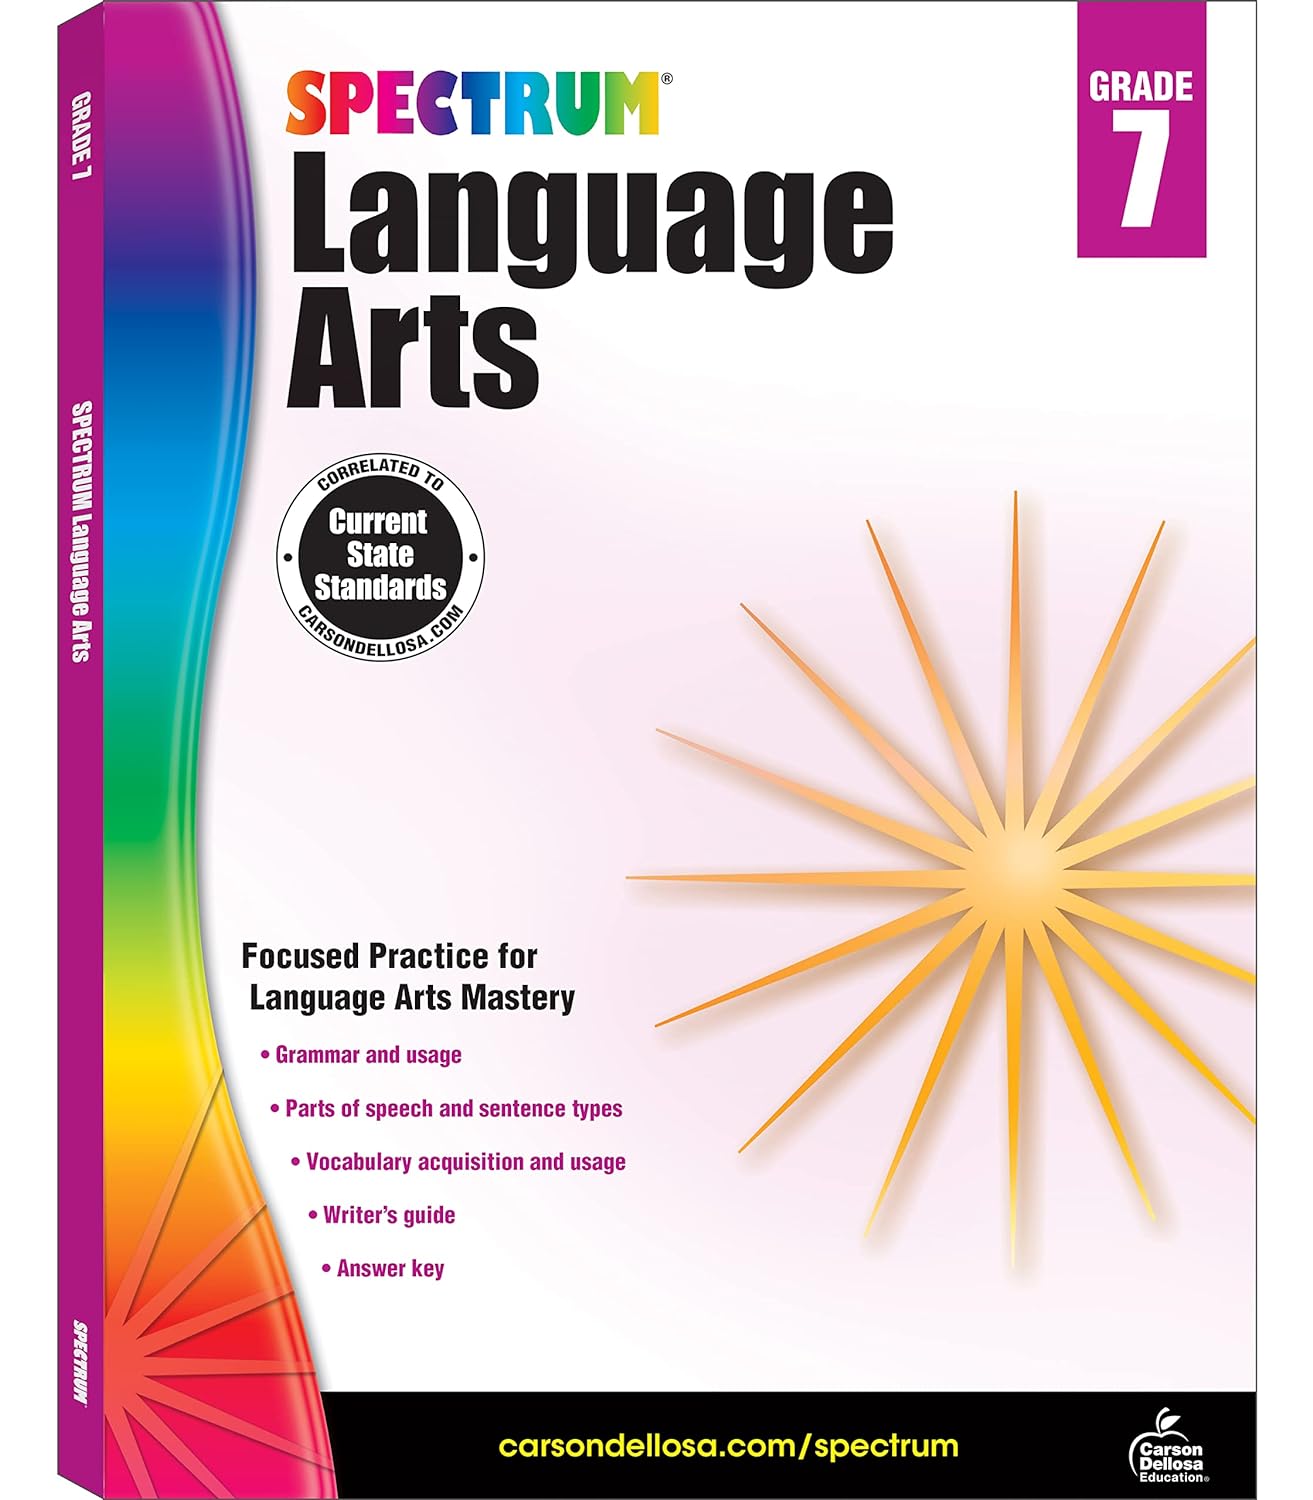 GRADE 7
SPECTRUM Language Arts
SPECTRUM
SPECTRUM®
Language
Arts
GRADE
7
CORRELATED TO
Current
State
Standards
CARSONDELLOSA.COM
Focused Practice for
Language Arts Mastery
• Grammar and usage
• Parts of speech and sentence types
• Vocabulary acquisition and usage
• Writer's guide
• Answer key
carsondellosa.com/spectrum
Carson
Dellosa
Education®